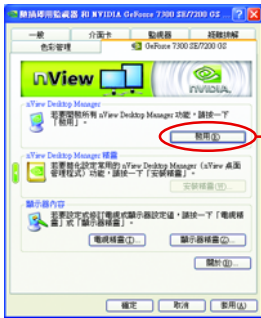 隨插即用監視器 和 NVIDIA GeForce 7300 SE/7200 GS
一般
介面卡
監視器
疑難排解
色彩管理
GeForce 7300 SE/7200 GS
nView
NVIDIA.
nView Desktop Manager
若要開啟所有 nView Desktop Manager 功能，請按一下
「啟用」。
啟用(E)
nView Desktop Manager 精靈
若要簡化設定常用的 nView Desktop Manager (nView 桌面
管理程式) 功能，請按一下「安裝精靈」。
安裝精靈(W)...
顯示器內容
若要設定或修訂電視或顯示器設定值，請按一下「電視精
靈」或「顯示器精靈」。
電視精靈(T)...
顯示器精靈(Z)...
關於(B)...
確定
取消
套用(A)